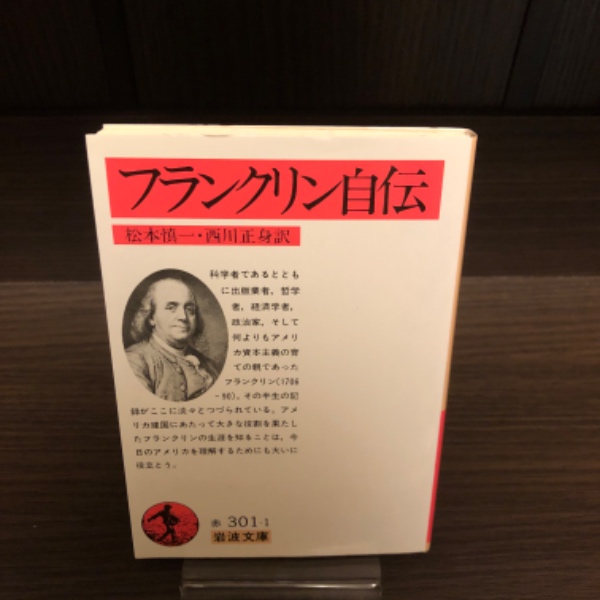 フランクリン自伝
松本慎一・西川正身訳
科学者であるととも
に出版業者，哲学
者，経済学者，
政治家，そして
何よりもアメリ
カ資本主義の育
ての親であった
フランクリン(1706
-90)．その半生の記
録がここに淡々とつづられている．アメ
リカ建国にあたって大きな役割を果たし
たフランクリンの生涯を知ることは，今
日のアメリカを理解するためにも大いに
役立とう．
赤 301-1
岩波文庫